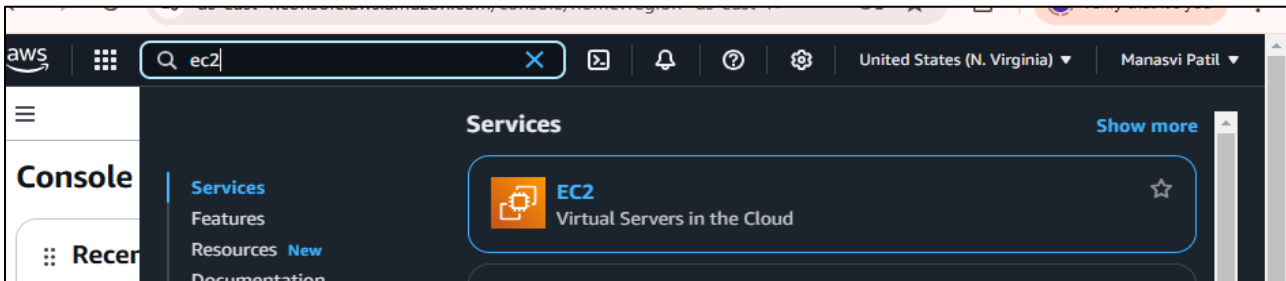 aws
ec2
United States (N. Virginia) ▼
Manasvi Patil ▼
Services
Show more
Console
Services
EC2
Features
Virtual Servers in the Cloud
Resources New
Recer
Documentation